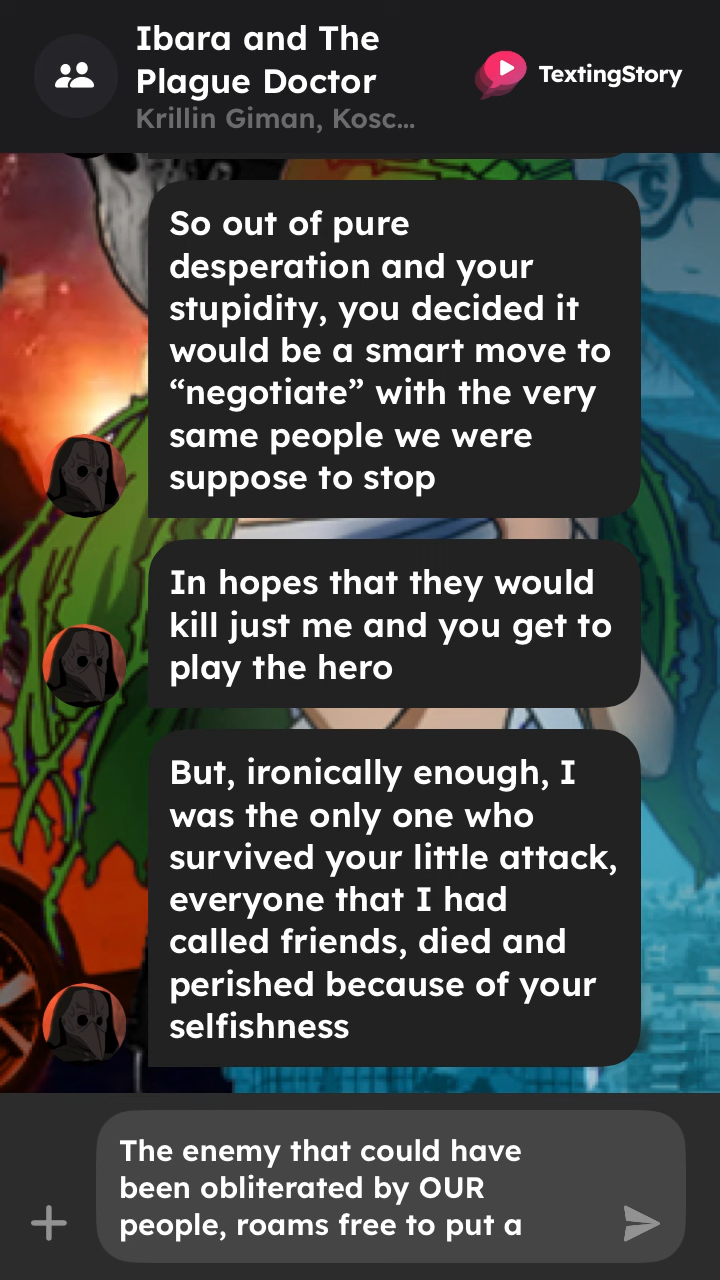 Ibara and The
Plague Doctor
Krillin Giman, Kosc...
TextingStory
So out of pure
desperation and your
stupidity, you decided it
would be a smart move to
“negotiate” with the very
same people we were
suppose to stop
In hopes that they would
kill just me and you get to
play the hero
But, ironically enough, I
was the only one who
survived your little attack,
everyone that I had
called friends, died and
perished because of your
selfishness
The enemy that could have
been obliterated by OUR
people, roams free to put a